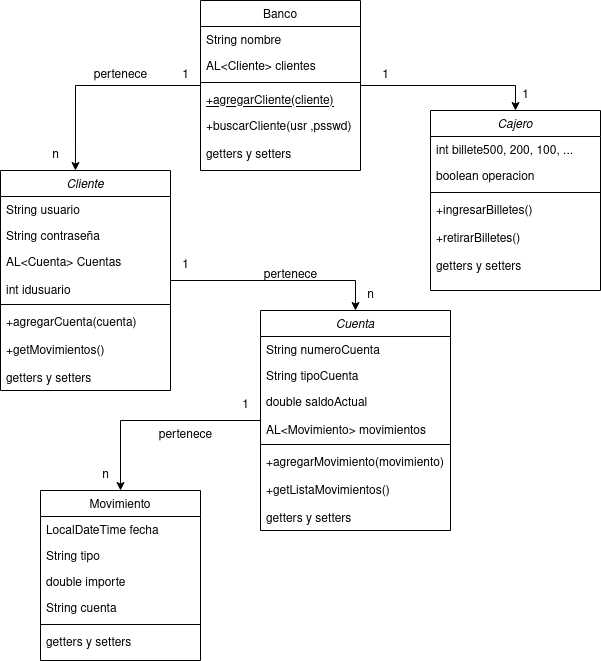 Banco
String nombre
AL<Cliente> clientes
+agregarCliente(cliente)
+buscarCliente(usr ,psswd)
getters y setters
pertenece
1
n
1
1
Cajero
int billete500, 200, 100, ...
boolean operacion
+ingresarBilletes()
+retirarBilletes()
getters y setters
Cliente
String usuario
String contraseña
AL<Cuenta> Cuentas
int idusuario
+agregarCuenta(cuenta)
+getMovimientos()
getters y setters
1
pertenece
n
Cuenta
String numeroCuenta
String tipoCuenta
double saldoActual
AL<Movimiento> movimientos
+agregarMovimiento(movimiento)
+getListaMovimientos()
getters y setters
1
pertenece
n
Movimiento
LocalDateTime fecha
String tipo
double importe
String cuenta
getters y setters